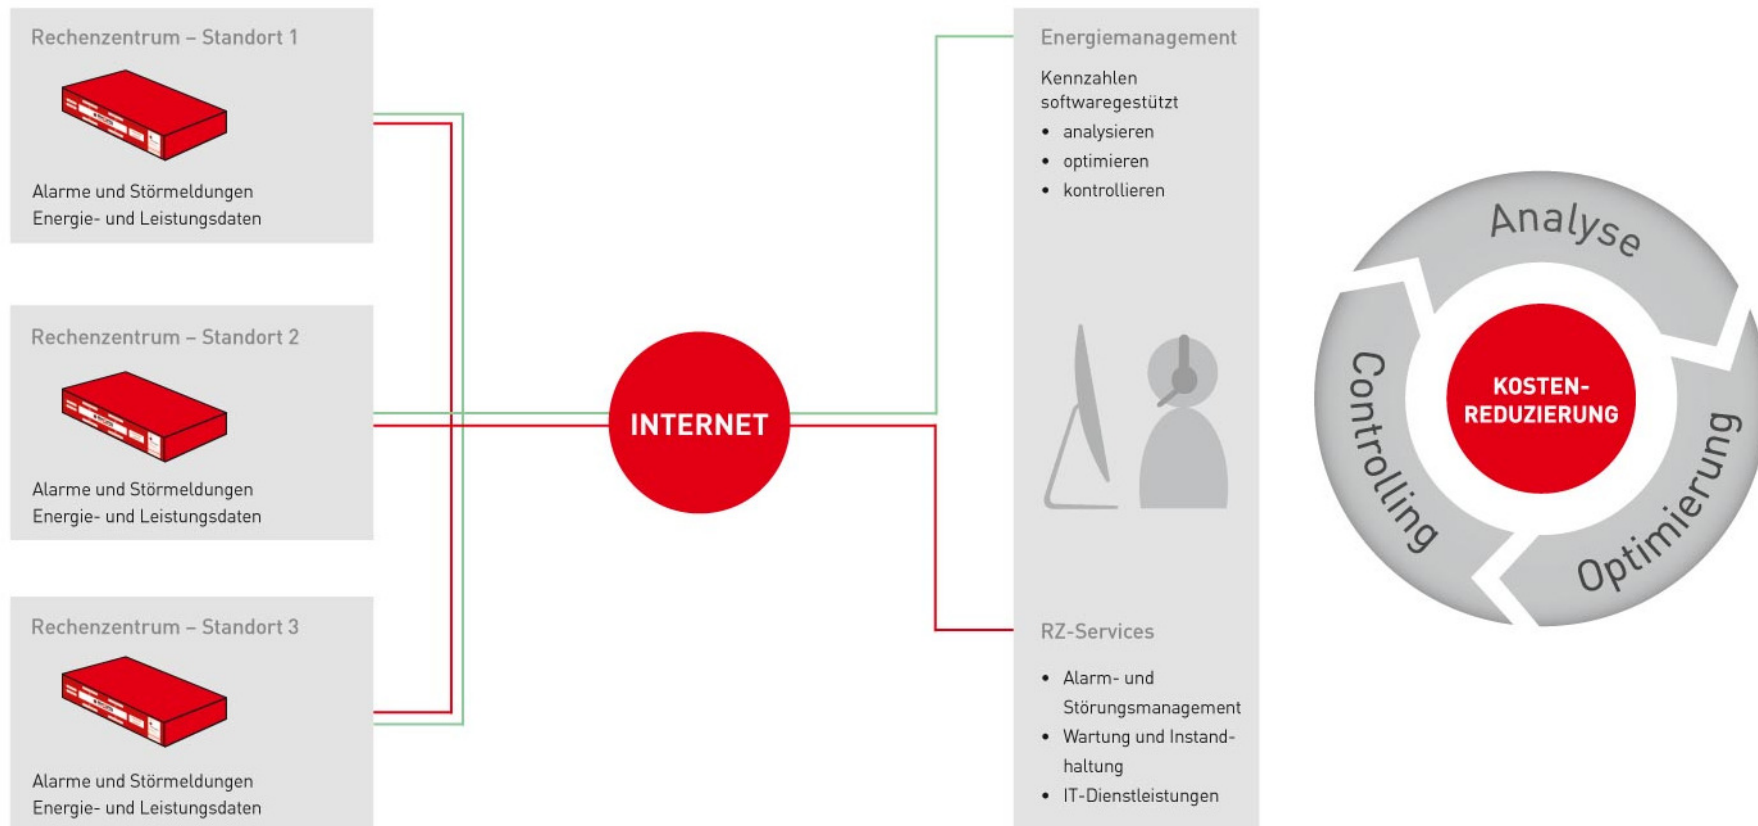 Rechenzentrum – Standort 1
Alarme und Störmeldungen
Energie- und Leistungsdaten
Rechenzentrum – Standort 2
Alarme und Störmeldungen
Energie- und Leistungsdaten
Rechenzentrum – Standort 3
Alarme und Störmeldungen
Energie- und Leistungsdaten
INTERNET
Energiemanagement
Kennzahlen
softwaregestützt
• analysieren
• optimieren
• kontrollieren
RZ-Services
• Alarm- und
Störungsmanagement
• Wartung und Instand-
haltung
• IT-Dienstleistungen
Analyse
Optimierung
Controlling
KOSTEN-
REDUZIERUNG